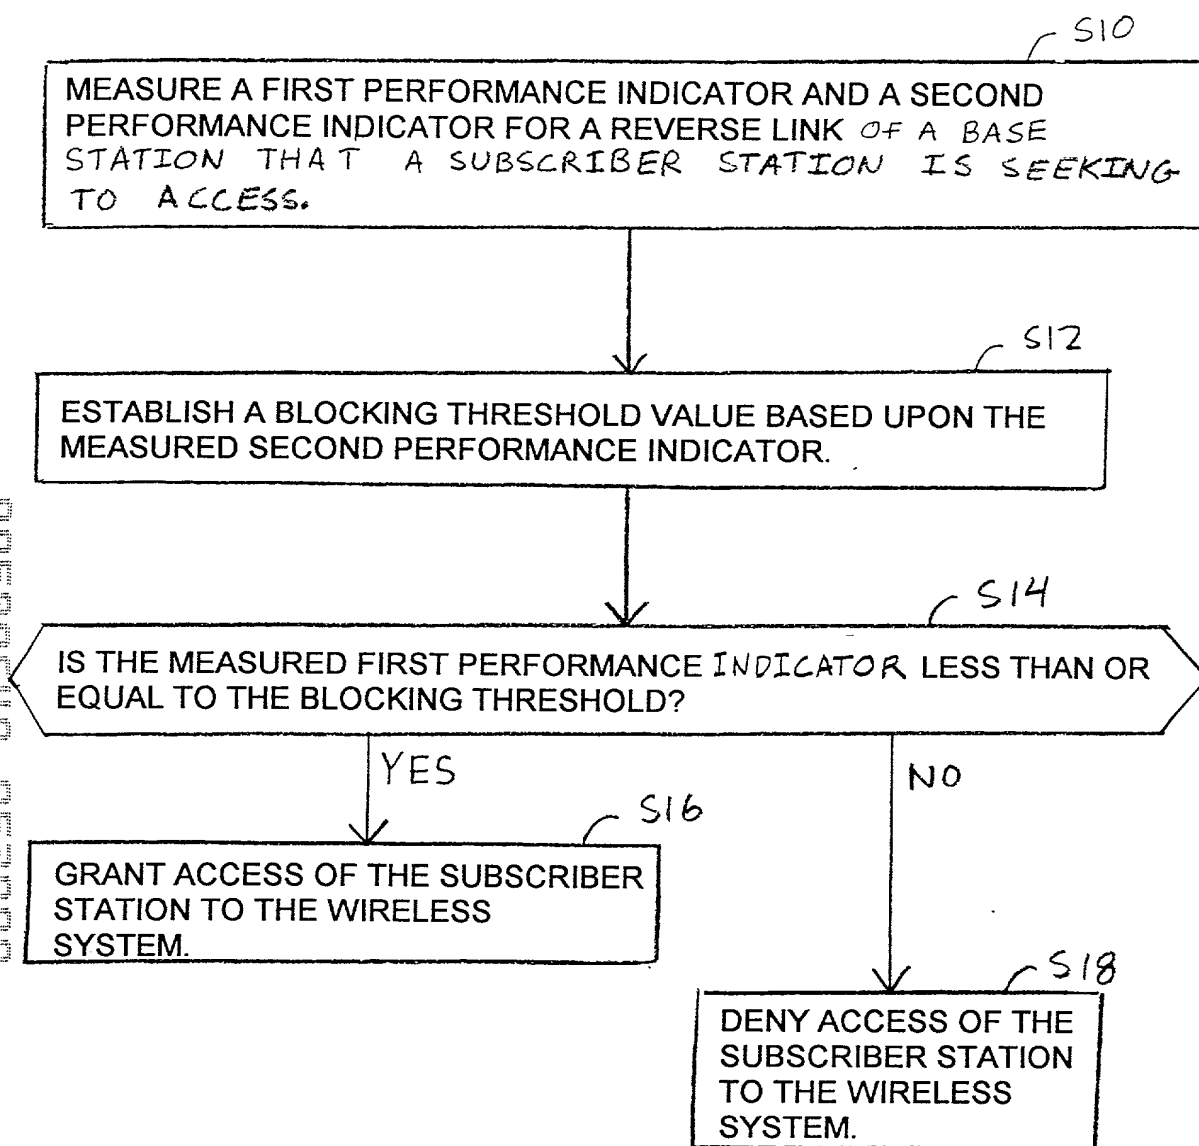 S10
MEASURE A FIRST PERFORMANCE INDICATOR AND A SECOND
PERFORMANCE INDICATOR FOR A REVERSE LINK OF A BASE
STATION THAT A SUBSCRIBER STATION IS SEEKING
TO ACCESS.
S12
ESTABLISH A BLOCKING THRESHOLD VALUE BASED UPON THE
MEASURED SECOND PERFORMANCE INDICATOR.
S14
IS THE MEASURED FIRST PERFORMANCE INDICATOR LESS THAN OR
EQUAL TO THE BLOCKING THRESHOLD?
YES
NO
S16
GRANT ACCESS OF THE SUBSCRIBER
STATION TO THE WIRELESS
SYSTEM.
S18
DENY ACCESS OF THE
SUBSCRIBER STATION
TO THE WIRELESS
SYSTEM.